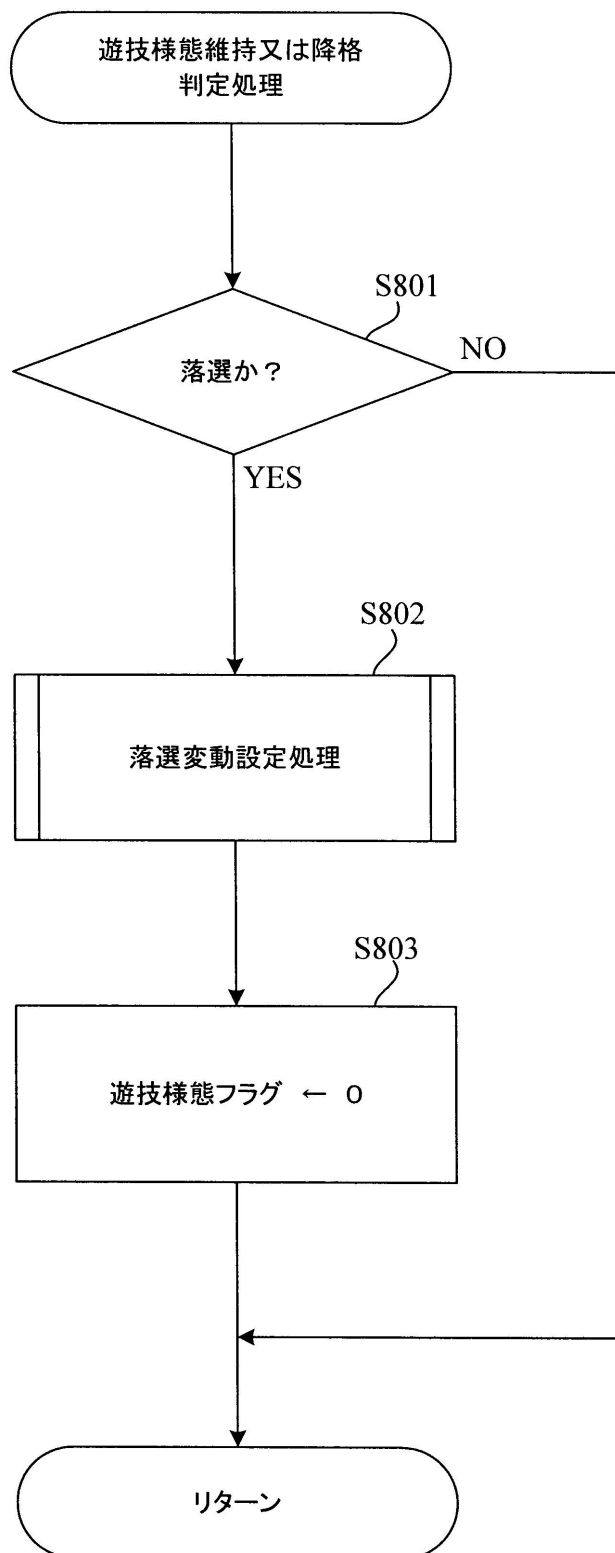 遊技様態維持又は降格
判定処理
S801
落選か？
NO
YES
S802
落選変動設定処理
S803
遊技様態フラグ ← 0
リターン